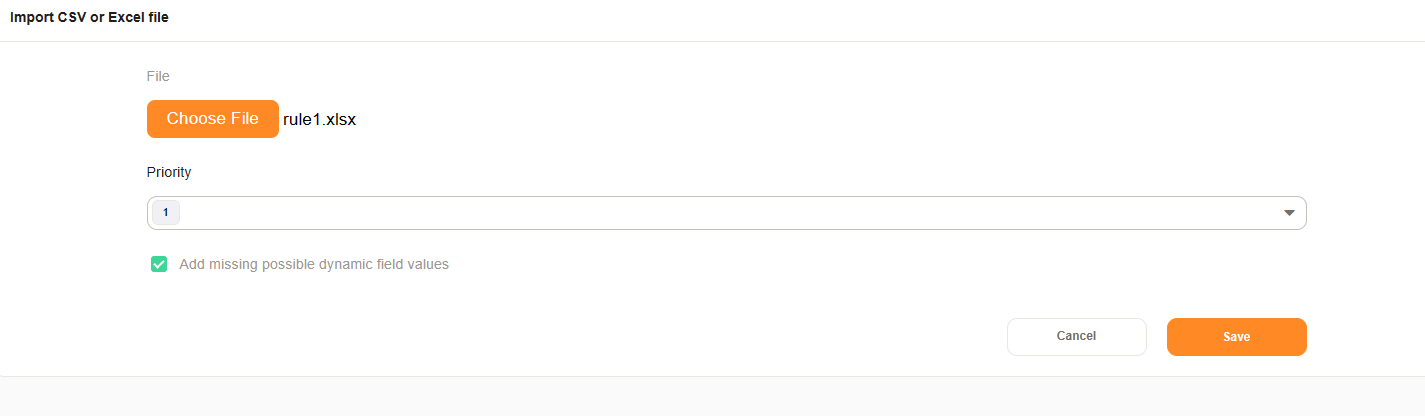 Import CSV or Excel file
File
Choose File rule1.xlsx
Priority
1
Add missing possible dynamic field values
Cancel Save